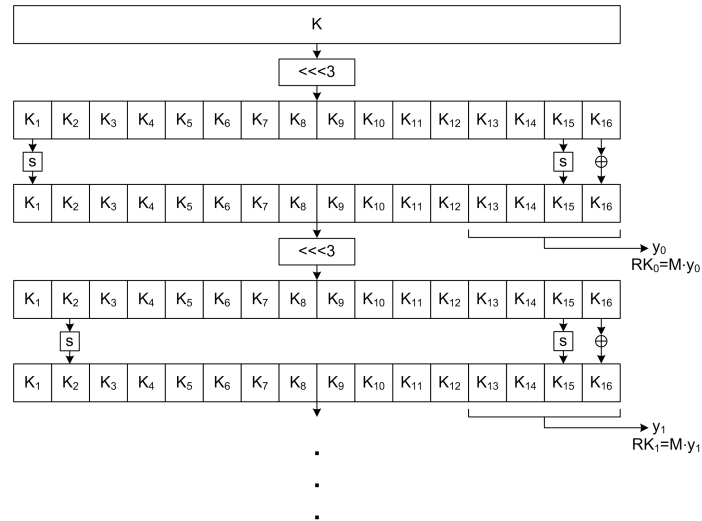 K
<<<3
K₁ K₂ K₃ K₄ K₅ K₆ K₇ K₈ K₉ K₁₀ K₁₁ K₁₂ K₁₃ K₁₄ K₁₅ K₁₆
s s
K₁ K₂ K₃ K₄ K₅ K₆ K₇ K₈ K₉ K₁₀ K₁₁ K₁₂ K₁₃ K₁₄ K₁₅ K₁₆
<<<3
y₀
RK₀=M·y₀
K₁ K₂ K₃ K₄ K₅ K₆ K₇ K₈ K₉ K₁₀ K₁₁ K₁₂ K₁₃ K₁₄ K₁₅ K₁₆
s s
K₁ K₂ K₃ K₄ K₅ K₆ K₇ K₈ K₉ K₁₀ K₁₁ K₁₂ K₁₃ K₁₄ K₁₅ K₁₆
y₁
RK₁=M·y₁